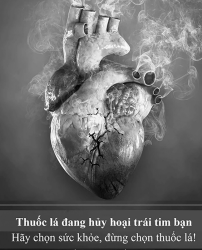 Thuốc lá đang hủy hoại trái tim bạn
Hãy chọn sức khỏe, đừng chọn thuốc lá!